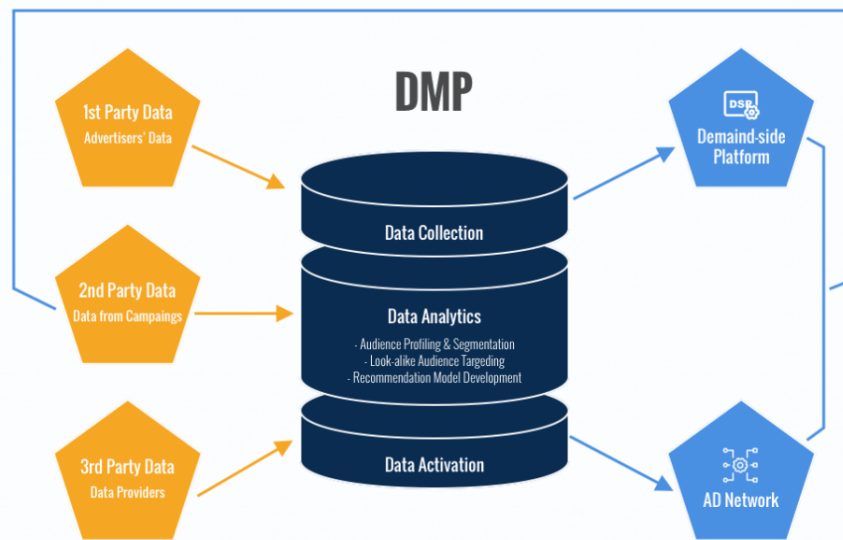 DMP
1st Party Data
Advertisers' Data
2nd Party Data
Data from Campaings
3rd Party Data
Data Providers
Data Collection
Data Analytics
- Audience Profiling & Segmentation
- Look-alike Audience Targeding
- Recommendation Model Development
Data Activation
DSP
Demaind-side
Platform
AD Network